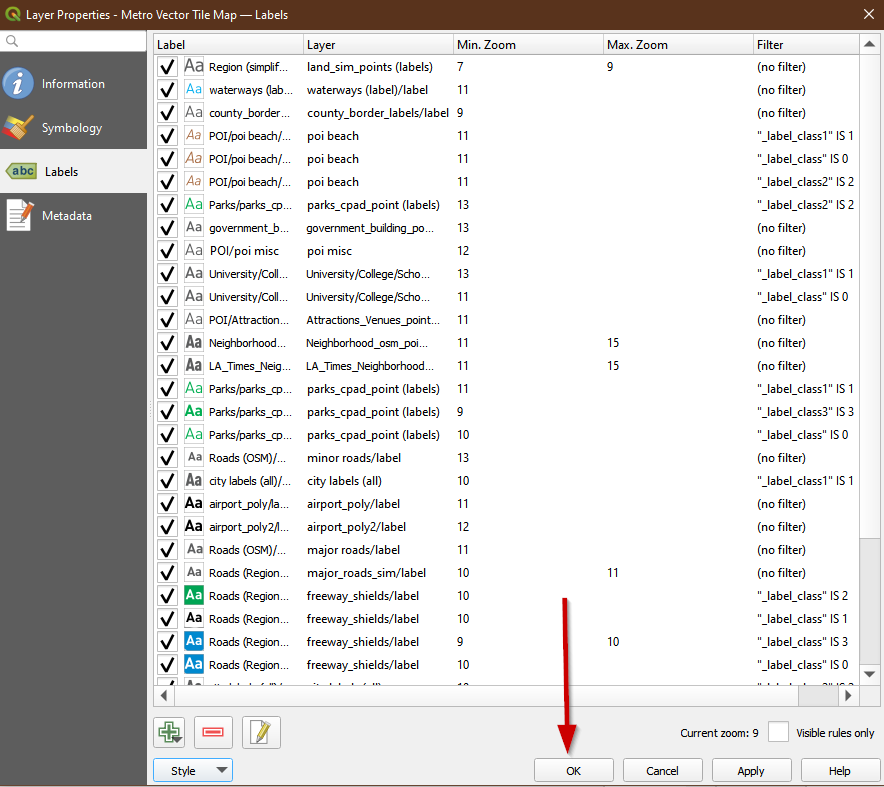 Layer Properties - Metro Vector Tile Map — Labels
Information
abc Labels
Symbology
Metadata
Label Layer Min. Zoom Max. Zoom Filter
Aa Region (simplif... land_sim_points (labels) 7 9 (no filter)
Aa waterways (lab... waterways (label)/label 11 (no filter)
Aa county_border... county_border_labels/label 9 (no filter)
Aa POI/poi beach/... poi beach 11 "_label_class1" IS 1
Aa POI/poi beach/... poi beach 11 "_label_class" IS 0
Aa POI/poi beach/... poi beach 11 "_label_class2" IS 2
Aa Parks/parks_cp... parks_cpad_point (labels) 13 "_label_class2" IS 2
Aa government_b... government_building_po... 13 (no filter)
Aa POI/poi misc poi misc 12 (no filter)
Aa University/Coll... University/College/Scho... 13 "_label_class1" IS 1
Aa University/Coll... University/College/Scho... 11 "_label_class" IS 0
Aa POI/Attraction... Attractions_Venues_point... 11 (no filter)
Aa Neighborhood... Neighborhood_osm_poi... 11 15 (no filter)
Aa LA_Times_Neig... LA_Times_Neighborhood... 11 15 (no filter)
Aa Parks/parks_cp... parks_cpad_point (labels) 11 "_label_class1" IS 1
Aa Parks/parks_cp... parks_cpad_point (labels) 9 "_label_class3" IS 3
Aa Parks/parks_cp... parks_cpad_point (labels) 10 "_label_class" IS 0
Aa Roads (OSM)/... minor roads/label 13 (no filter)
Aa city labels (all)/... city labels (all) 10 "_label_class1" IS 1
Aa airport_poly/la... airport_poly/label 11 (no filter)
Aa airport_poly2/l... airport_poly2/label 12 (no filter)
Aa Roads (OSM)/... major roads/label 11 (no filter)
Aa Roads (Region... major_roads_sim/label 10 11 (no filter)
Aa Roads (Region... freeway_shields/label 10 "_label_class" IS 2
Aa Roads (Region... freeway_shields/label 10 "_label_class" IS 1
Aa Roads (Region... freeway_shields/label 9 10 "_label_class" IS 3
Aa Roads (Region... freeway_shields/label 10 "_label_class" IS 0
Current zoom: 9 Visible rules only
Style OK Cancel Apply Help